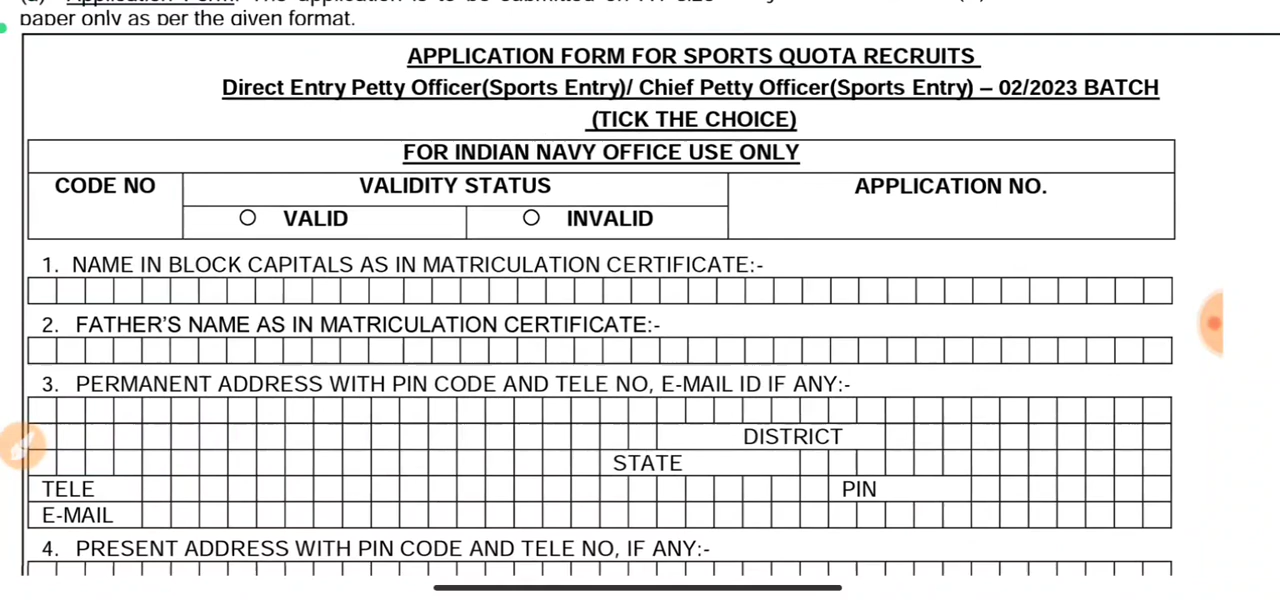 paper only as per the given format.
APPLICATION FORM FOR SPORTS QUOTA RECRUITS
Direct Entry Petty Officer(Sports Entry)/ Chief Petty Officer(Sports Entry) – 02/2023 BATCH
(TICK THE CHOICE)
FOR INDIAN NAVY OFFICE USE ONLY
CODE NO VALIDITY STATUS APPLICATION NO.
VALID INVALID
1. NAME IN BLOCK CAPITALS AS IN MATRICULATION CERTIFICATE:-
2. FATHER'S NAME AS IN MATRICULATION CERTIFICATE:-
3. PERMANENT ADDRESS WITH PIN CODE AND TELE NO, E-MAIL ID IF ANY:-
DISTRICT
STATE
TELE PIN
E-MAIL
4. PRESENT ADDRESS WITH PIN CODE AND TELE NO, IF ANY:-